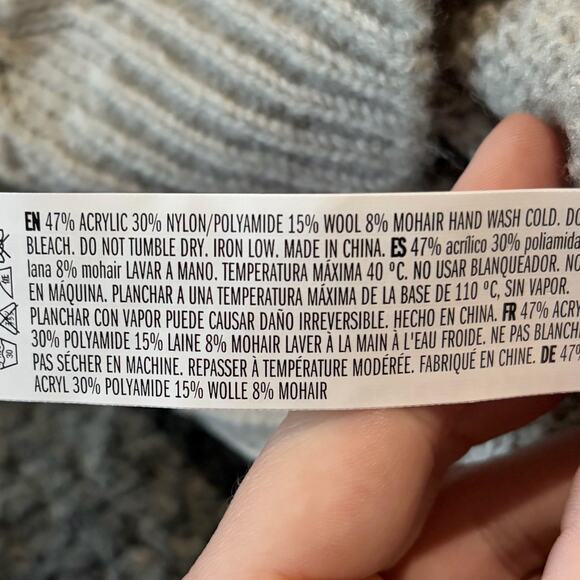 EN 47% ACRYLIC 30% NYLON/POLYAMIDE 15% WOOL 8% MOHAIR HAND WASH COLD. DO
BLEACH. DO NOT TUMBLE DRY. IRON LOW. MADE IN CHINA. ES 47% acrílico 30% poliamida
lana 8% mohair LAVAR A MANO. TEMPERATURA MÁXIMA 40 ºC. NO USAR BLANQUEADOR. NO
EN MÁQUINA. PLANCHAR A UNA TEMPERATURA MÁXIMA DE LA BASE DE 110 ºC, SIN VAPOR.
PLANCHAR CON VAPOR PUEDE CAUSAR DAÑO IRREVERSIBLE. HECHO EN CHINA. FR 47% ACRY
30% POLYAMIDE 15% LAINE 8% MOHAIR LAVER À LA MAIN À L'EAU FROIDE. NE PAS BLANCH
PAS SÉCHER EN MACHINE. REPASSER À TEMPÉRATURE MODÉRÉE. FABRIQUÉ EN CHINE. DE 47%
ACRYL 30% POLYAMIDE 15% WOLLE 8% MOHAIR
30